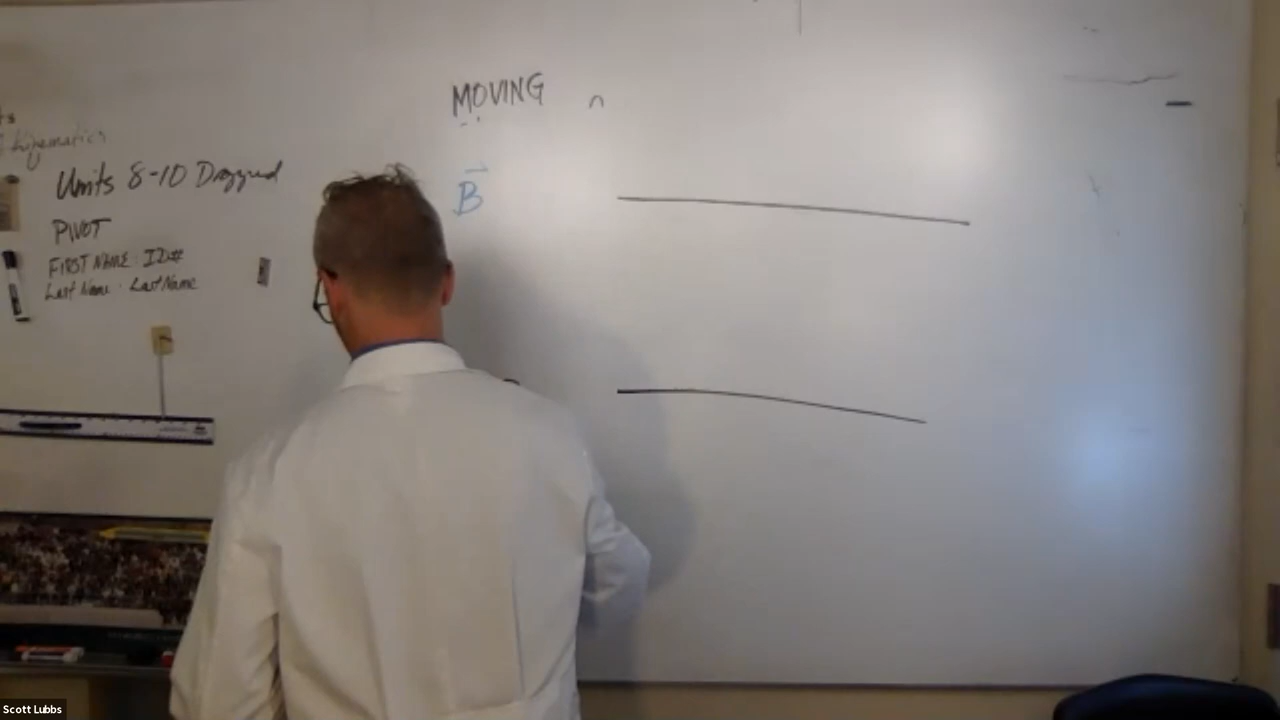 MOVING
B
Units 8-10 Dropped
PIVOT
FIRST NAME: ID#
Last Name: Last Name
Scott Lubbs